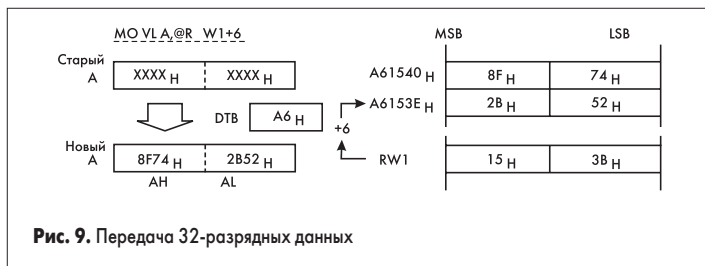 MO VL A,@R W1+6
MSB LSB
Старый
A
XXXX H XXXX H
A61540 H 8F H 74 H
DTB A6 H
+6
A6153E H 2B H 52 H
Новый
A
8F74 H 2B52 H
RW1 15 H 3B H
AH AL
Рис. 9. Передача 32-разрядных данных